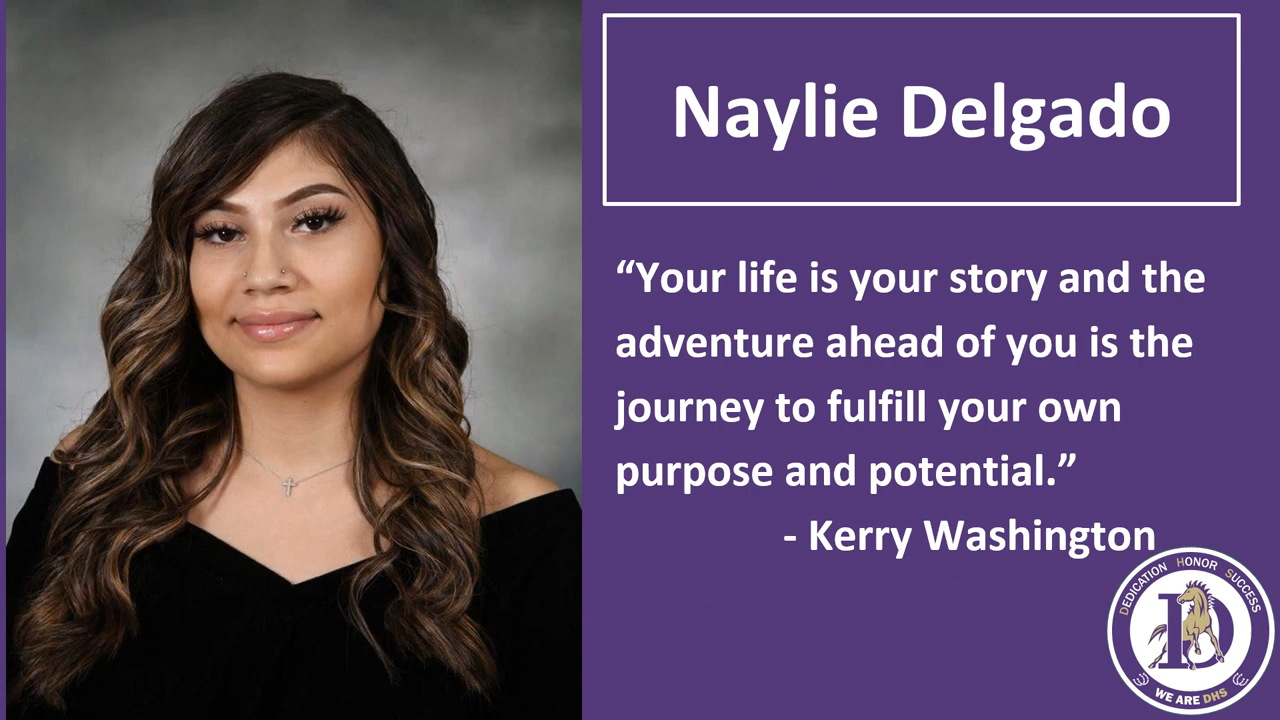 Naylie Delgado
“Your life is your story and the
adventure ahead of you is the
journey to fulfill your own
purpose and potential.”
- Kerry Washington
DEDICATION HONOR SUCCESS
D
WE ARE DHS